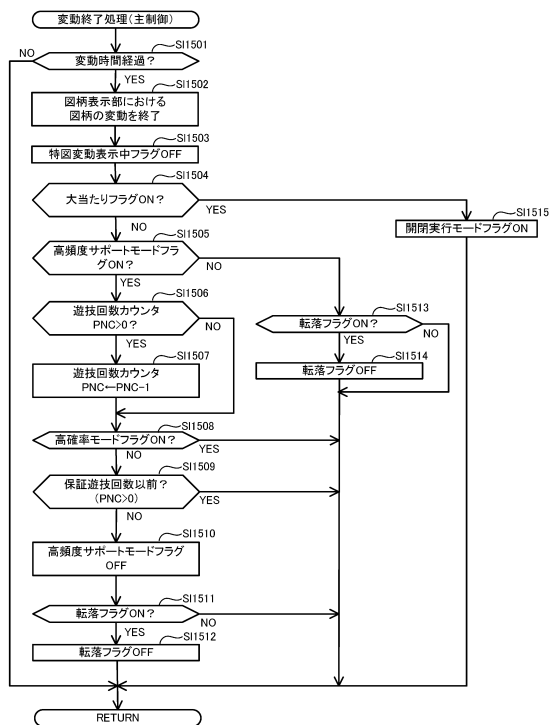 変動終了処理(主制御)
SI1501
NO
変動時間経過？
YES
SI1502
図柄表示部における
図柄の変動を終了
SI1503
特図変動表示中フラグOFF
SI1504
大当たりフラグON？
YES
NO
SI1515
開閉実行モードフラグON
SI1505
高頻度サポートモードフラ
グON？
NO
YES
SI1506
遊技回数カウンタ
PNC>0？
NO
YES
SI1513
転落フラグON？
NO
YES
SI1507
遊技回数カウンタ
PNC←PNC-1
SI1514
転落フラグOFF
SI1508
高確率モードフラグON？
YES
NO
SI1509
保証遊技回数以前？
(PNC>0)
YES
NO
SI1510
高頻度サポートモードフラグ
OFF
SI1511
転落フラグON？
NO
YES
SI1512
転落フラグOFF
RETURN